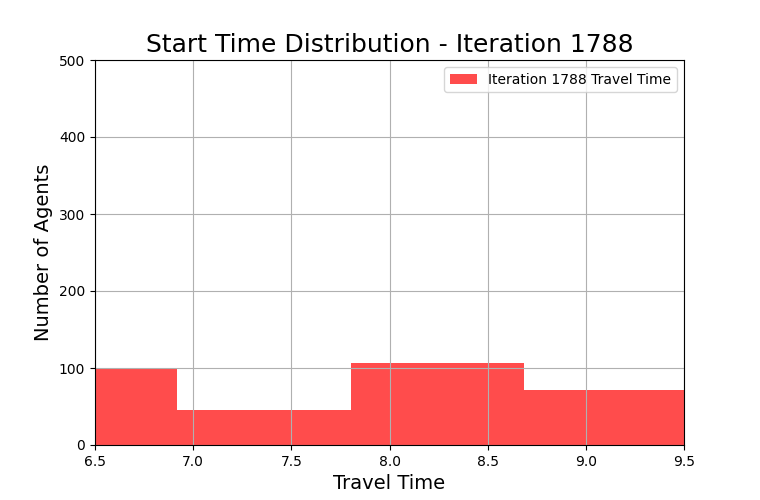 Start Time Distribution - Iteration 1788
500
400
300
200
100
0
Number of Agents
Iteration 1788 Travel Time
6.5 7.0 7.5 8.0 8.5 9.0 9.5
Travel Time